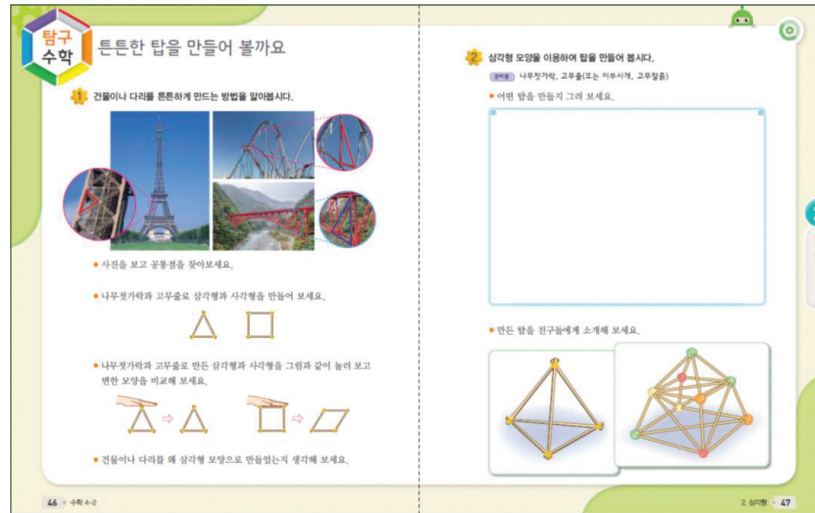 탐구
수학
튼튼한 탑을 만들어 볼까요
1 건물이나 다리를 튼튼하게 만드는 방법을 알아봅시다.
• 사진을 보고 공통점을 찾아보세요.
• 나무젓가락과 고무줄로 삼각형과 사각형을 만들어 보세요.
• 나무젓가락과 고무줄로 만든 삼각형과 사각형을 그림과 같이 눌러 보고
변한 모양을 비교해 보세요.
• 건물이나 다리를 왜 삼각형 모양으로 만들었는지 생각해 보세요.
46 • 수학 4-2
2 삼각형 모양을 이용하여 탑을 만들어 봅시다.
준비물 나무젓가락, 고무줄(또는 이쑤시개, 고무찰흙)
• 어떤 탑을 만들지 그려 보세요.
• 만든 탑을 친구들에게 소개해 보세요.
2. 삼각형 • 47